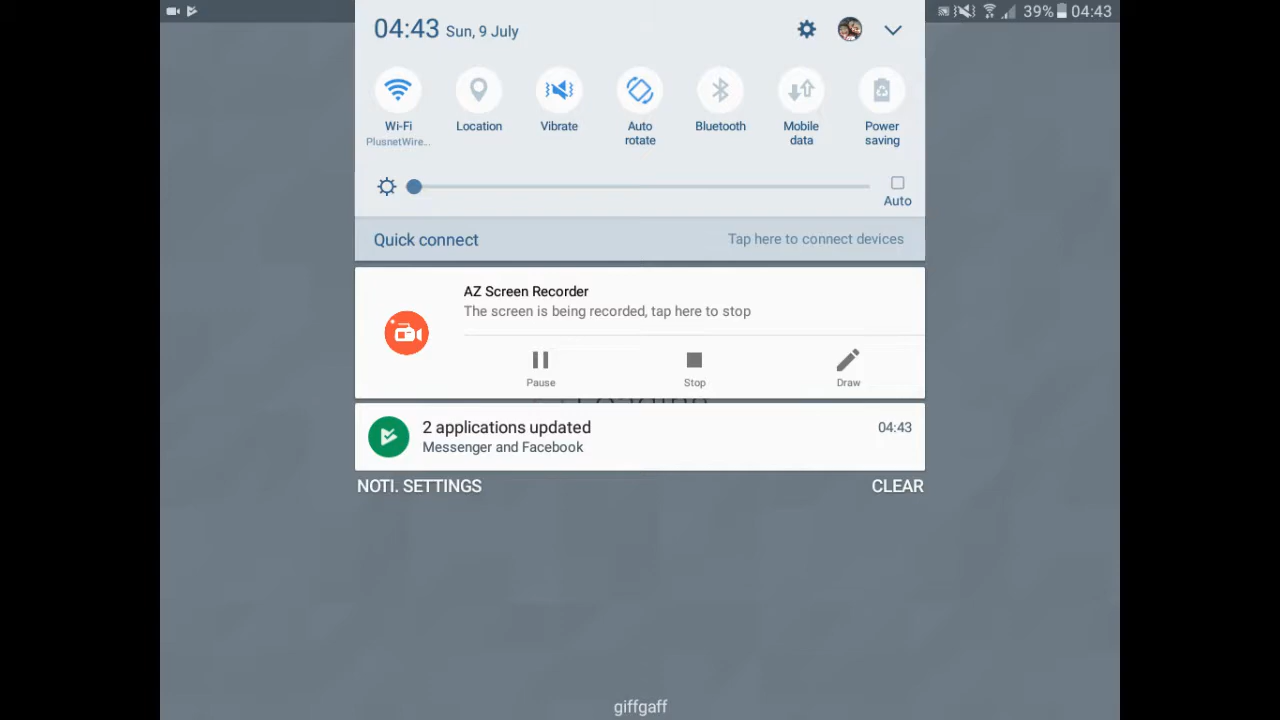 39% 04:43
04:43 Sun, 9 July
Wi-Fi
PlusnetWire...
Location
Vibrate
Auto
rotate
Bluetooth
Mobile
data
Power
saving
Auto
Quick connect
Tap here to connect devices
AZ Screen Recorder
The screen is being recorded, tap here to stop
Pause
Stop
Draw
2 applications updated
04:43
Messenger and Facebook
NOTI. SETTINGS
CLEAR
giffgaff